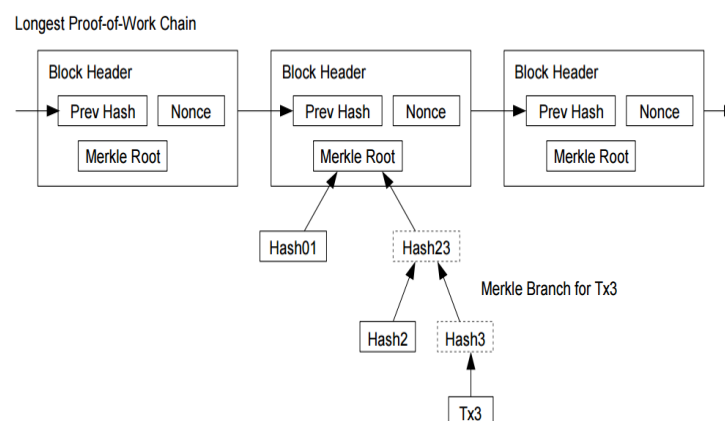 Longest Proof-of-Work Chain
Block Header Block Header Block Header
Prev Hash Nonce Prev Hash Nonce Prev Hash Nonce
Merkle Root Merkle Root Merkle Root
Hash01 Hash23
Merkle Branch for Tx3
Hash2 Hash3
Tx3